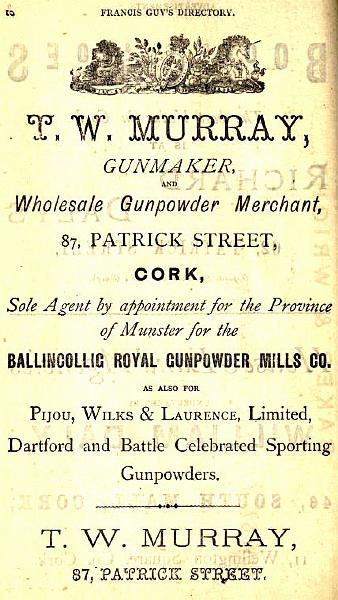 FRANCIS GUY'S DIRECTORY.
T. W. MURRAY,
GUNMAKER,
AND
Wholesale Gunpowder Merchant,
87, PATRICK STREET,
CORK,
Sole Agent by appointment for the Province
of Munster for the
BALLINCOLLIG ROYAL GUNPOWDER MILLS CO.
AS ALSO FOR
Pijou, Wilks & Laurence, Limited,
Dartford and Battle Celebrated Sporting
Gunpowders.
T. W. MURRAY,
87, PATRICK STREET.